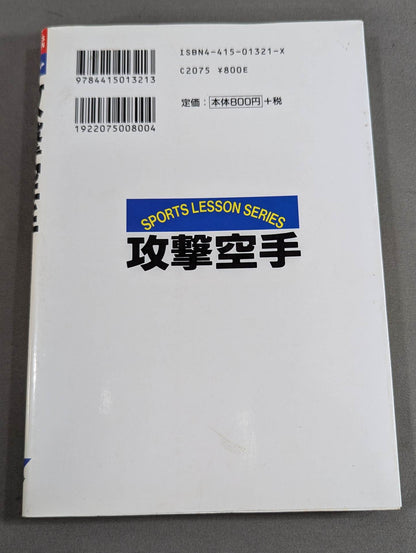 ISBN4-415-01321-X
9784415013213
C2075 ¥800E
定価：本体800円+税
1922075008004
SPORTS LESSON SERIES
攻撃空手